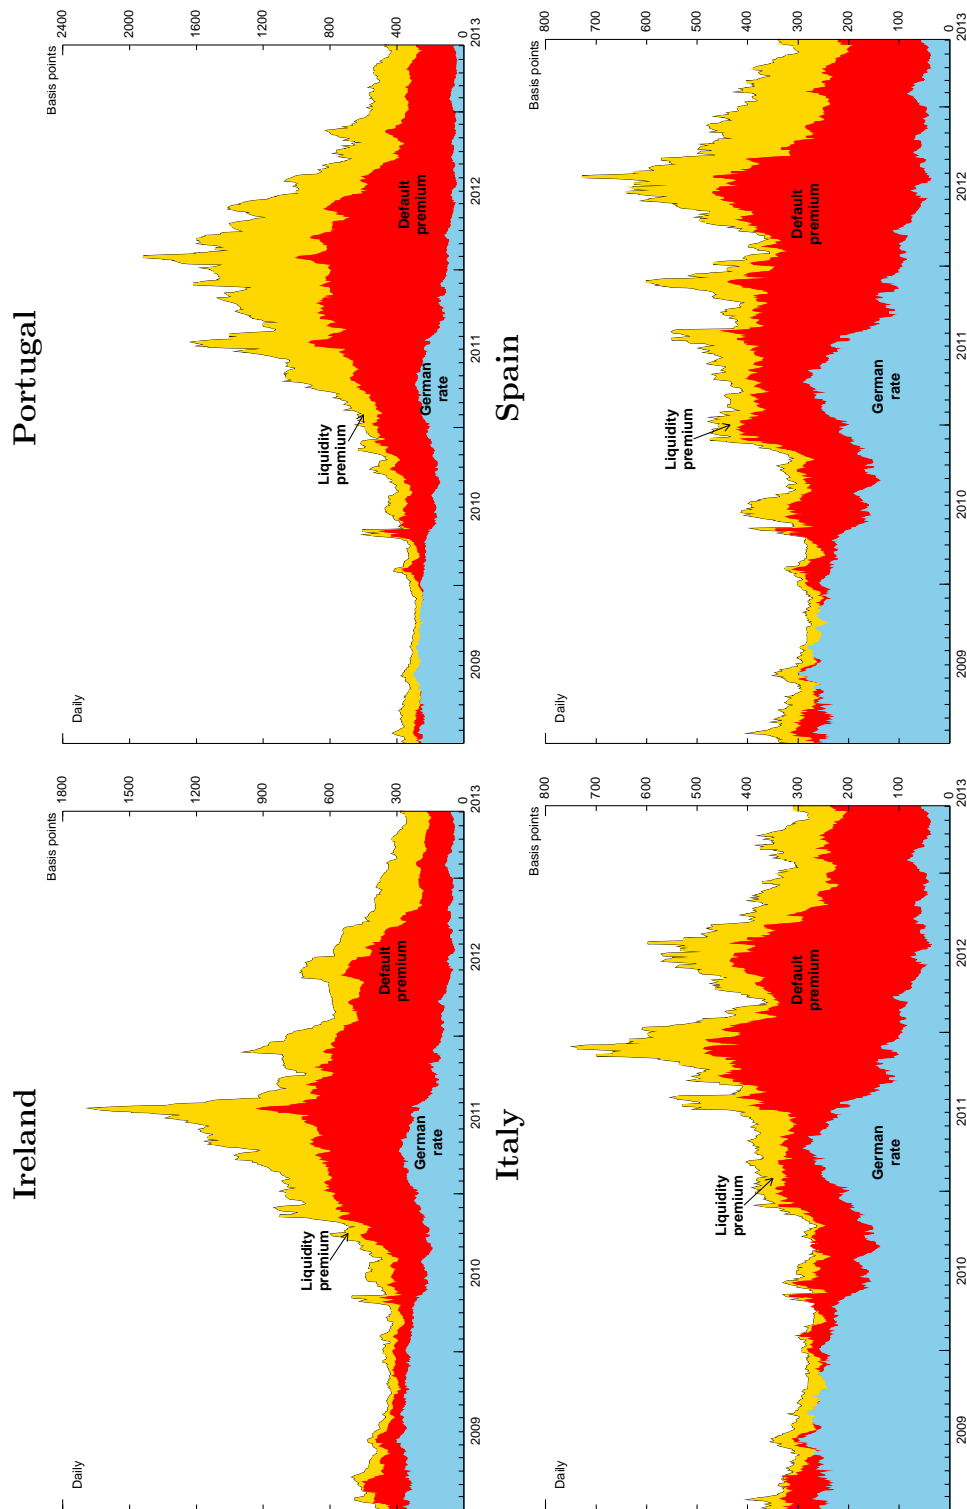 Ireland
Daily
Basis points
1800
1500
1200
900
600
300
0
Liquidity
premium
Default
premium
German
rate
2009
2010
2011
2012
2013
Portugal
Daily
Basis points
2400
2000
1600
1200
800
400
0
Liquidity
premium
Default
premium
German
rate
2009
2010
2011
2012
2013
Italy
Daily
Basis points
800
700
600
500
400
300
200
100
0
Liquidity
premium
Default
premium
German
rate
2009
2010
2011
2012
2013
Spain
Daily
Basis points
800
700
600
500
400
300
200
100
0
Liquidity
premium
Default
premium
German
rate
2009
2010
2011
2012
2013